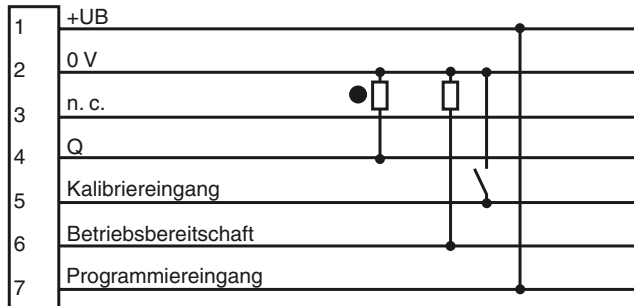 1 +UB
2 0 V
3 n. c.
4 Q
5 Kalibriereingang
6 Betriebsbereitschaft
7 Programmiereingang